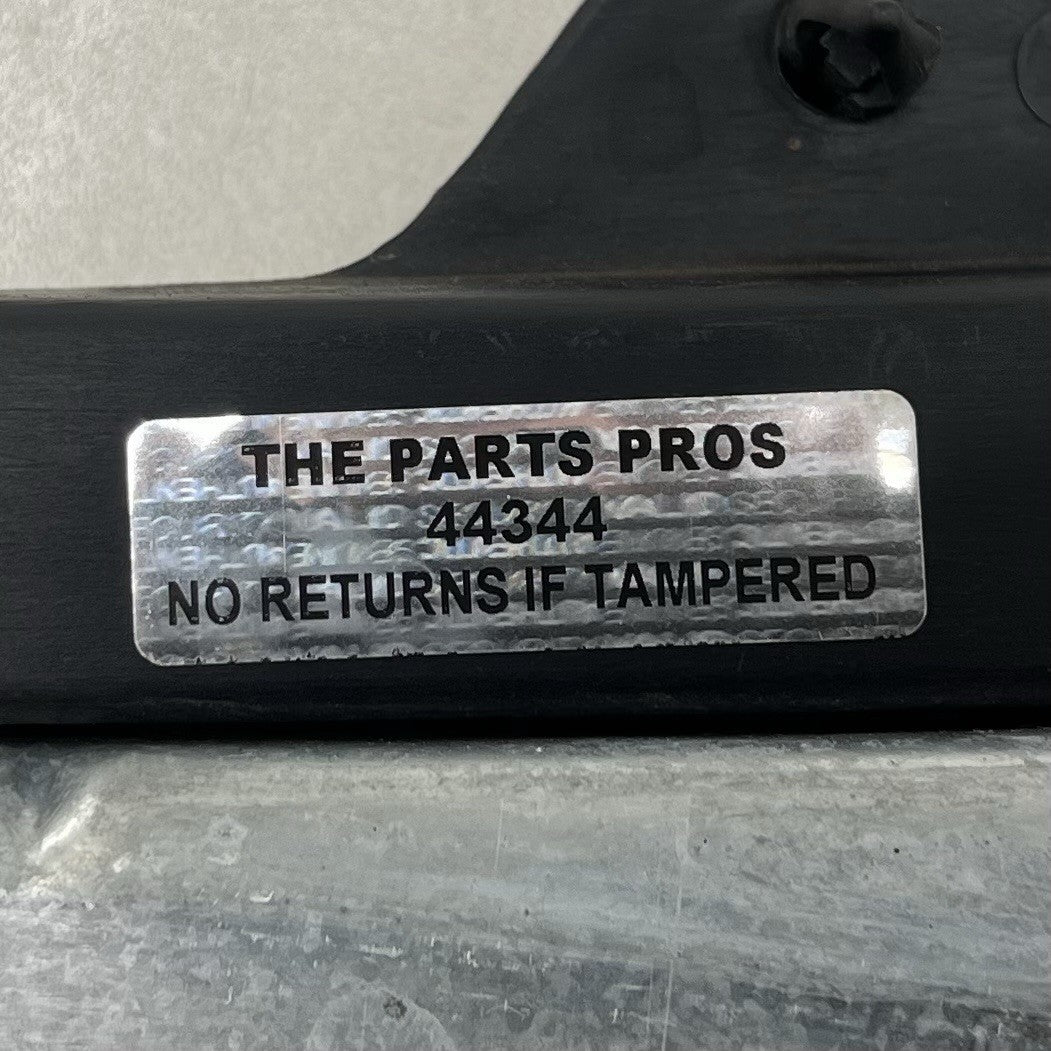 THE PARTS PROS
44344
NO RETURNS IF TAMPERED